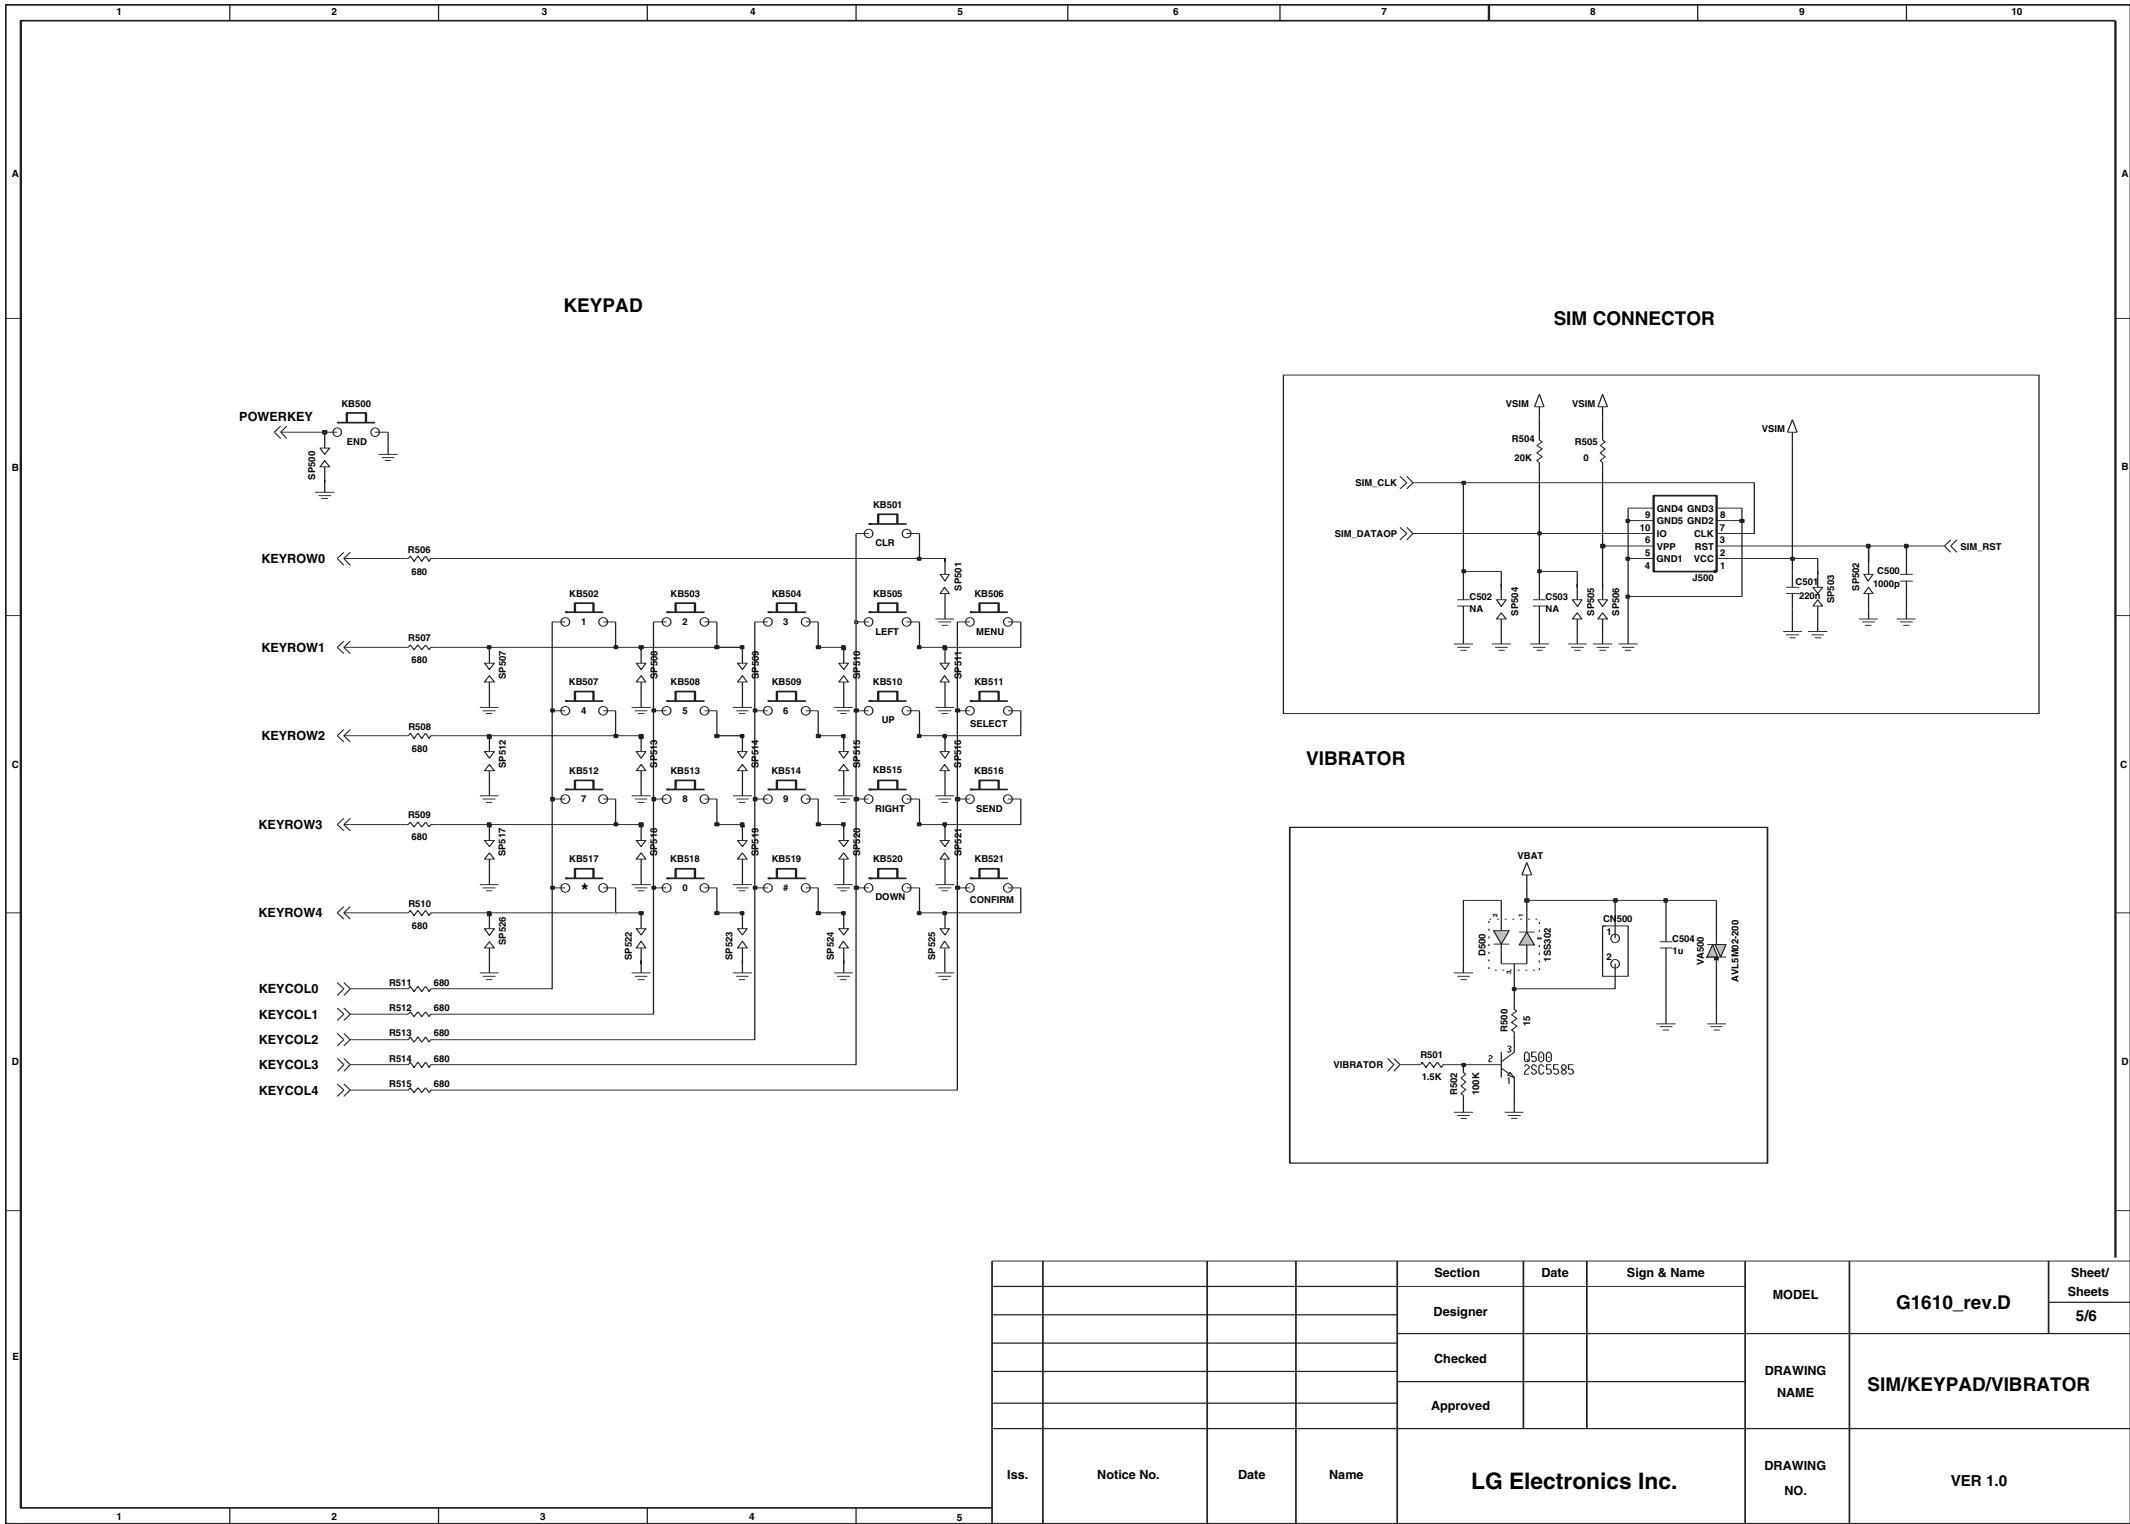 1 2 3 4 5 6 7 8 9 10
A A
B B
C C
D D
E
KEYPAD
POWERKEY
KB500
END
SP500
KB501
CLR
KEYROW0
R506
680
SP501
KB502
1
KB503
2
KB504
3
KB505
LEFT
KB506
MENU
KEYROW1
R507
680
SP507
SP508
SP509
SP510
SP511
KB507
4
KB508
5
KB509
6
KB510
UP
KB511
SELECT
KEYROW2
R508
680
SP512
SP513
SP514
SP515
SP516
KB512
7
KB513
8
KB514
9
KB515
RIGHT
KB516
SEND
KEYROW3
R509
680
SP517
SP518
SP519
SP520
SP521
KB517
*
KB518
0
KB519
#
KB520
DOWN
KB521
CONFIRM
KEYROW4
R510
680
SP526
SP522
SP523
SP524
SP525
KEYCOL0
R511 680
KEYCOL1
R512 680
KEYCOL2
R513 680
KEYCOL3
R514 680
KEYCOL4
R515 680
SIM CONNECTOR
VSIM
VSIM
VSIM
R504
20K
R505
0
SIM_CLK
SIM_DATAOP
SIM_RST
GND4 GND3
GND5 GND2
IO CLK
VPP RST
GND1 VCC
9
10
6
5
4
8
7
3
2
1
J500
C502
NA
SP504
C503
NA
SP505
SP506
C501
220n
SP503
SP502
C500
1000p
VIBRATOR
VBAT
D500
2
1
3
1SS302
CN500
1
2
C504
1u
VA500
AVL5M02-200
R500
15
VIBRATOR
R501
1.5K
R502
100K
2
3
1
Q500
2SC5585
Section Date Sign & Name
Designer
Checked
Approved
MODEL
G1610_rev.D
Sheet/
Sheets
5/6
DRAWING
NAME
SIM/KEYPAD/VIBRATOR
Iss. Notice No. Date Name
LG Electronics Inc.
DRAWING
NO.
VER 1.0
1 2 3 4 5